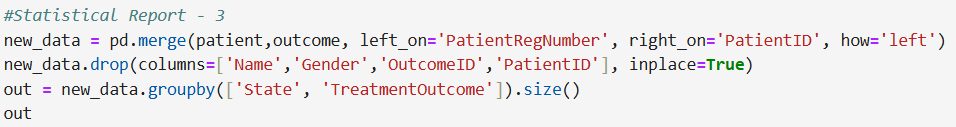 #Statistical Report - 3
new_data = pd.merge(patient,outcome, left_on='PatientRegNumber', right_on='PatientID', how='left')
new_data.drop(columns=['Name','Gender','OutcomeID','PatientID'], inplace=True)
out = new_data.groupby(['State', 'TreatmentOutcome']).size()
out